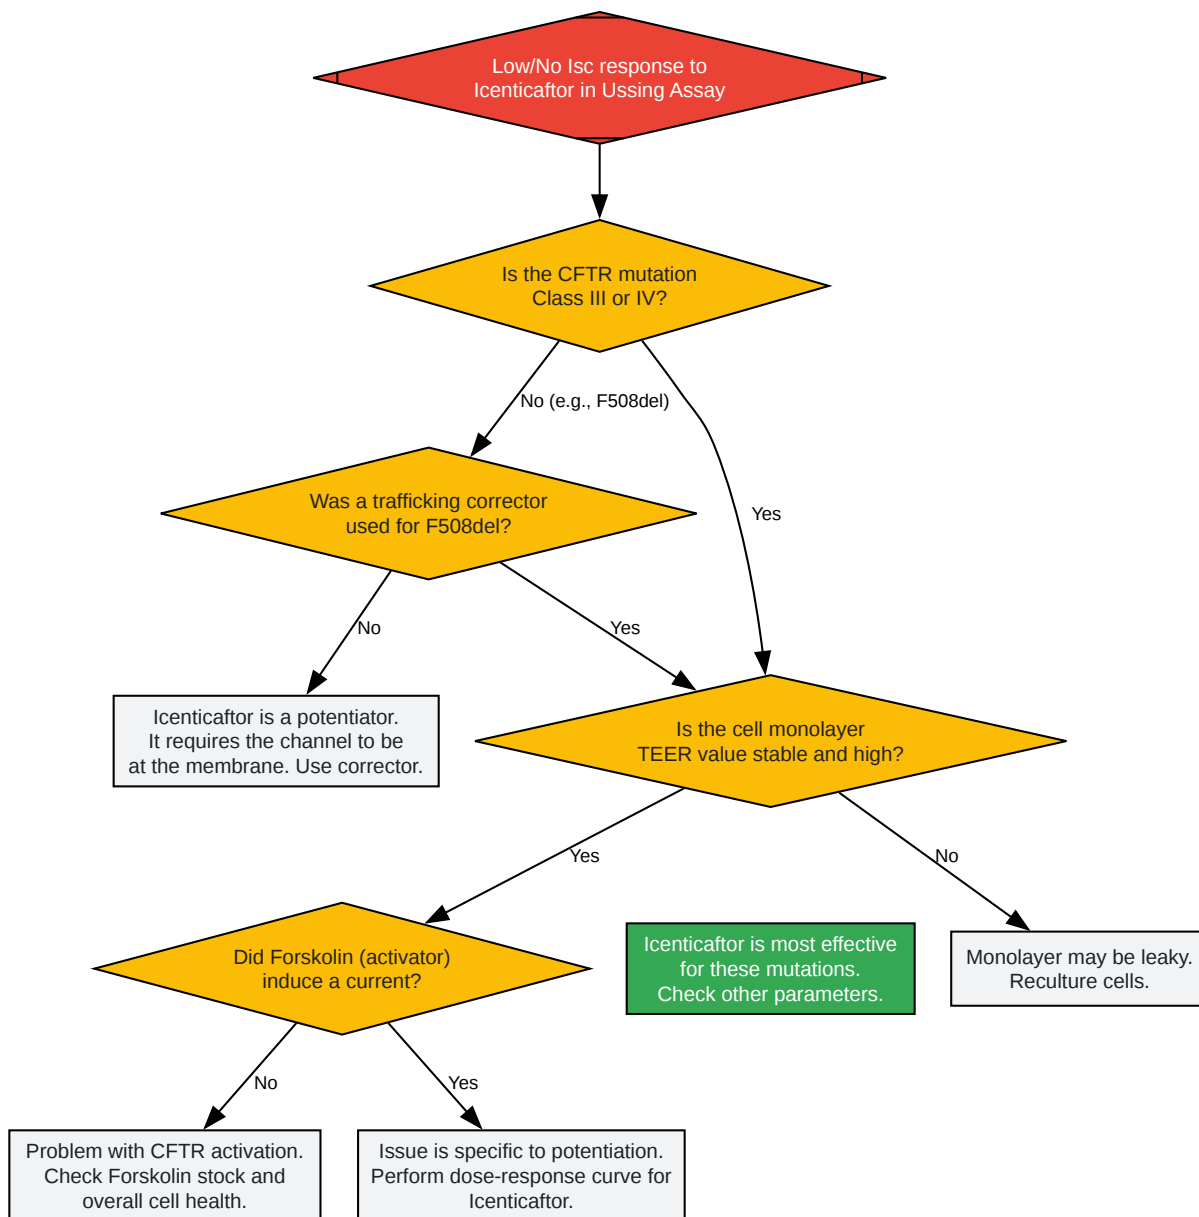 Low/No Isc response to
Icenticaftor in Ussing Assay
Is the CFTR mutation
Class III or IV?
No (e.g., F508del)
Was a trafficking corrector
used for F508del?
Yes
No
Yes
Icenticaftor is a potentiator.
It requires the channel to be
at the membrane. Use corrector.
Is the cell monolayer
TEER value stable and high?
Yes
No
Did Forskolin (activator)
induce a current?
Icenticaftor is most effective
for these mutations.
Check other parameters.
Monolayer may be leaky.
Reculture cells.
No
Yes
Problem with CFTR activation.
Check Forskolin stock and
overall cell health.
Issue is specific to potentiation.
Perform dose-response curve for
Icenticaftor.